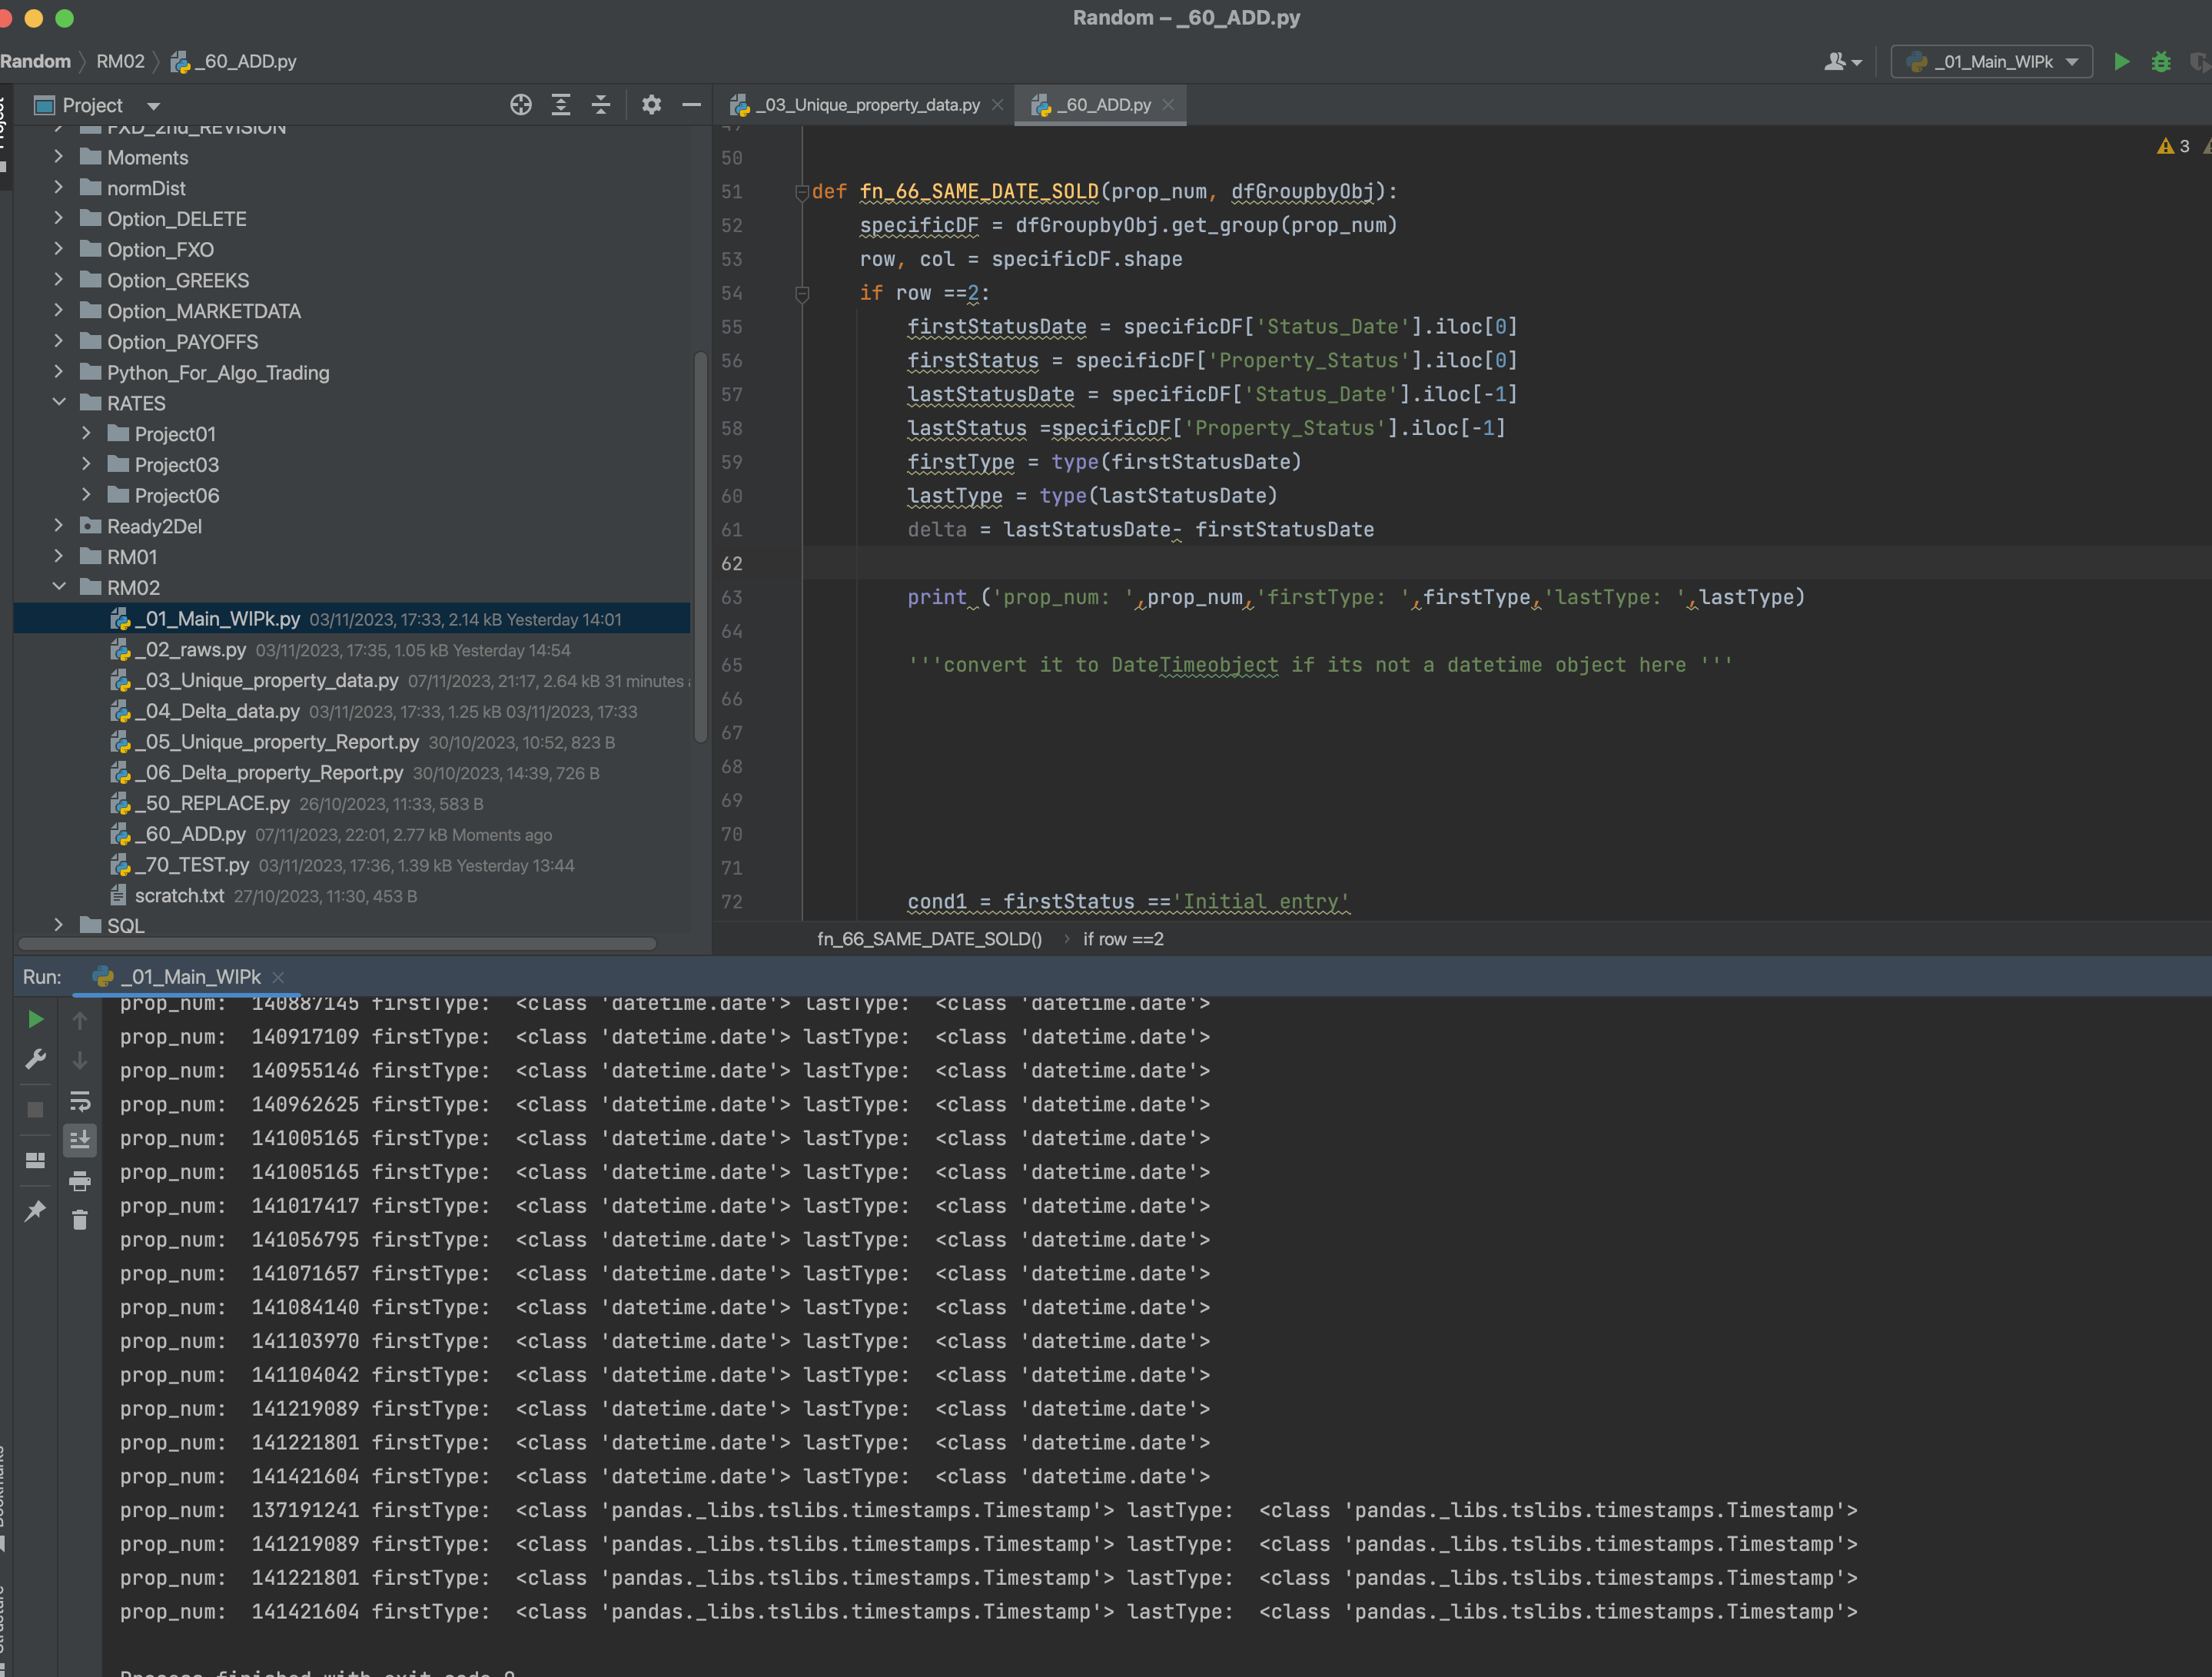 Random – _60_ADD.py
Random RM02 _60_ADD.py
_01_Main_WIPk
Project
_03_Unique_property_data.py
_60_ADD.py
FXD_2nd_REVISION
Moments
normDist
Option_DELETE
Option_FXO
Option_GREEKS
Option_MARKETDATA
Option_PAYOFFS
Python_For_Algo_Trading
RATES
Project01
Project03
Project06
Ready2Del
RM01
RM02
_01_Main_WIPk.py 03/11/2023, 17:33, 2.14 kB Yesterday 14:01
_02_raws.py 03/11/2023, 17:35, 1.05 kB Yesterday 14:54
_03_Unique_property_data.py 07/11/2023, 21:17, 2.64 kB 31 minutes
_04_Delta_data.py 03/11/2023, 17:33, 1.25 kB 03/11/2023, 17:33
_05_Unique_property_Report.py 30/10/2023, 10:52, 823 B
_06_Delta_property_Report.py 30/10/2023, 14:39, 726 B
_50_REPLACE.py 26/10/2023, 11:33, 583 B
_60_ADD.py 07/11/2023, 22:01, 2.77 kB Moments ago
_70_TEST.py 03/11/2023, 17:36, 1.39 kB Yesterday 13:44
scratch.txt 27/10/2023, 11:30, 453 B
SQL
3
50
51 def fn_66_SAME_DATE_SOLD(prop_num, dfGroupbyObj):
52 specificDF = dfGroupbyObj.get_group(prop_num)
53 row, col = specificDF.shape
54 if row ==2:
55 firstStatusDate = specificDF['Status_Date'].iloc[0]
56 firstStatus = specificDF['Property_Status'].iloc[0]
57 lastStatusDate = specificDF['Status_Date'].iloc[-1]
58 lastStatus =specificDF['Property_Status'].iloc[-1]
59 firstType = type(firstStatusDate)
60 lastType = type(lastStatusDate)
61 delta = lastStatusDate- firstStatusDate
62
63 print ('prop_num: ',prop_num,'firstType: ',firstType,'lastType: ',lastType)
64
65 '''convert it to DateTimeobject if its not a datetime object here '''
66
67
68
69
70
71
72 cond1 = firstStatus =='Initial entry'
fn_66_SAME_DATE_SOLD() if row ==2
Run: _01_Main_WIPk
prop_num: 140887145 firstType: <class 'datetime.date'> lastType: <class 'datetime.date'>
prop_num: 140917109 firstType: <class 'datetime.date'> lastType: <class 'datetime.date'>
prop_num: 140955146 firstType: <class 'datetime.date'> lastType: <class 'datetime.date'>
prop_num: 140962625 firstType: <class 'datetime.date'> lastType: <class 'datetime.date'>
prop_num: 141005165 firstType: <class 'datetime.date'> lastType: <class 'datetime.date'>
prop_num: 141005165 firstType: <class 'datetime.date'> lastType: <class 'datetime.date'>
prop_num: 141017417 firstType: <class 'datetime.date'> lastType: <class 'datetime.date'>
prop_num: 141056795 firstType: <class 'datetime.date'> lastType: <class 'datetime.date'>
prop_num: 141071657 firstType: <class 'datetime.date'> lastType: <class 'datetime.date'>
prop_num: 141084140 firstType: <class 'datetime.date'> lastType: <class 'datetime.date'>
prop_num: 141103970 firstType: <class 'datetime.date'> lastType: <class 'datetime.date'>
prop_num: 141104042 firstType: <class 'datetime.date'> lastType: <class 'datetime.date'>
prop_num: 141219089 firstType: <class 'datetime.date'> lastType: <class 'datetime.date'>
prop_num: 141221801 firstType: <class 'datetime.date'> lastType: <class 'datetime.date'>
prop_num: 141421604 firstType: <class 'datetime.date'> lastType: <class 'datetime.date'>
prop_num: 137191241 firstType: <class 'pandas._libs.tslibs.timestamps.Timestamp'> lastType: <class 'pandas._libs.tslibs.timestamps.Timestamp'>
prop_num: 141219089 firstType: <class 'pandas._libs.tslibs.timestamps.Timestamp'> lastType: <class 'pandas._libs.tslibs.timestamps.Timestamp'>
prop_num: 141221801 firstType: <class 'pandas._libs.tslibs.timestamps.Timestamp'> lastType: <class 'pandas._libs.tslibs.timestamps.Timestamp'>
prop_num: 141421604 firstType: <class 'pandas._libs.tslibs.timestamps.Timestamp'> lastType: <class 'pandas._libs.tslibs.timestamps.Timestamp'>
Process finished with exit code 0